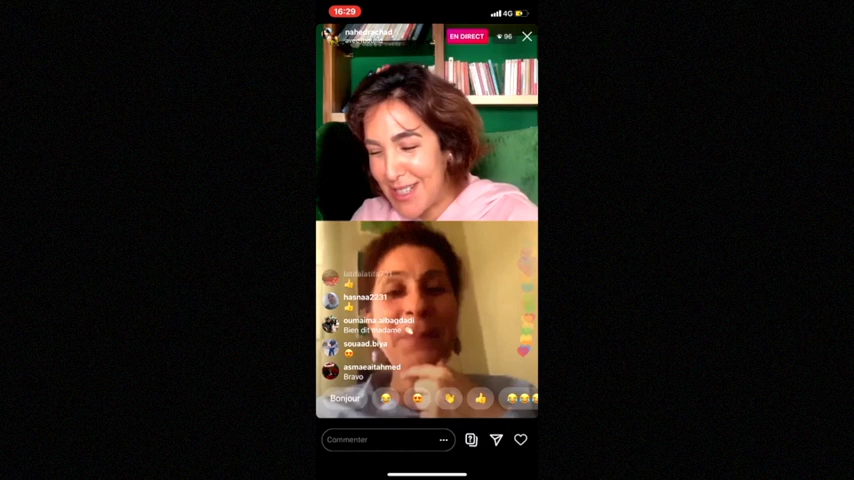 16:29
4G
nahedrachad
EN DIRECT
96
latifalatifa7231
hasnaa2231
oumaima.albagdadi
Bien dit madame
souaad.biya
asmaeaitahmed
Bravo
Bonjour
Commenter